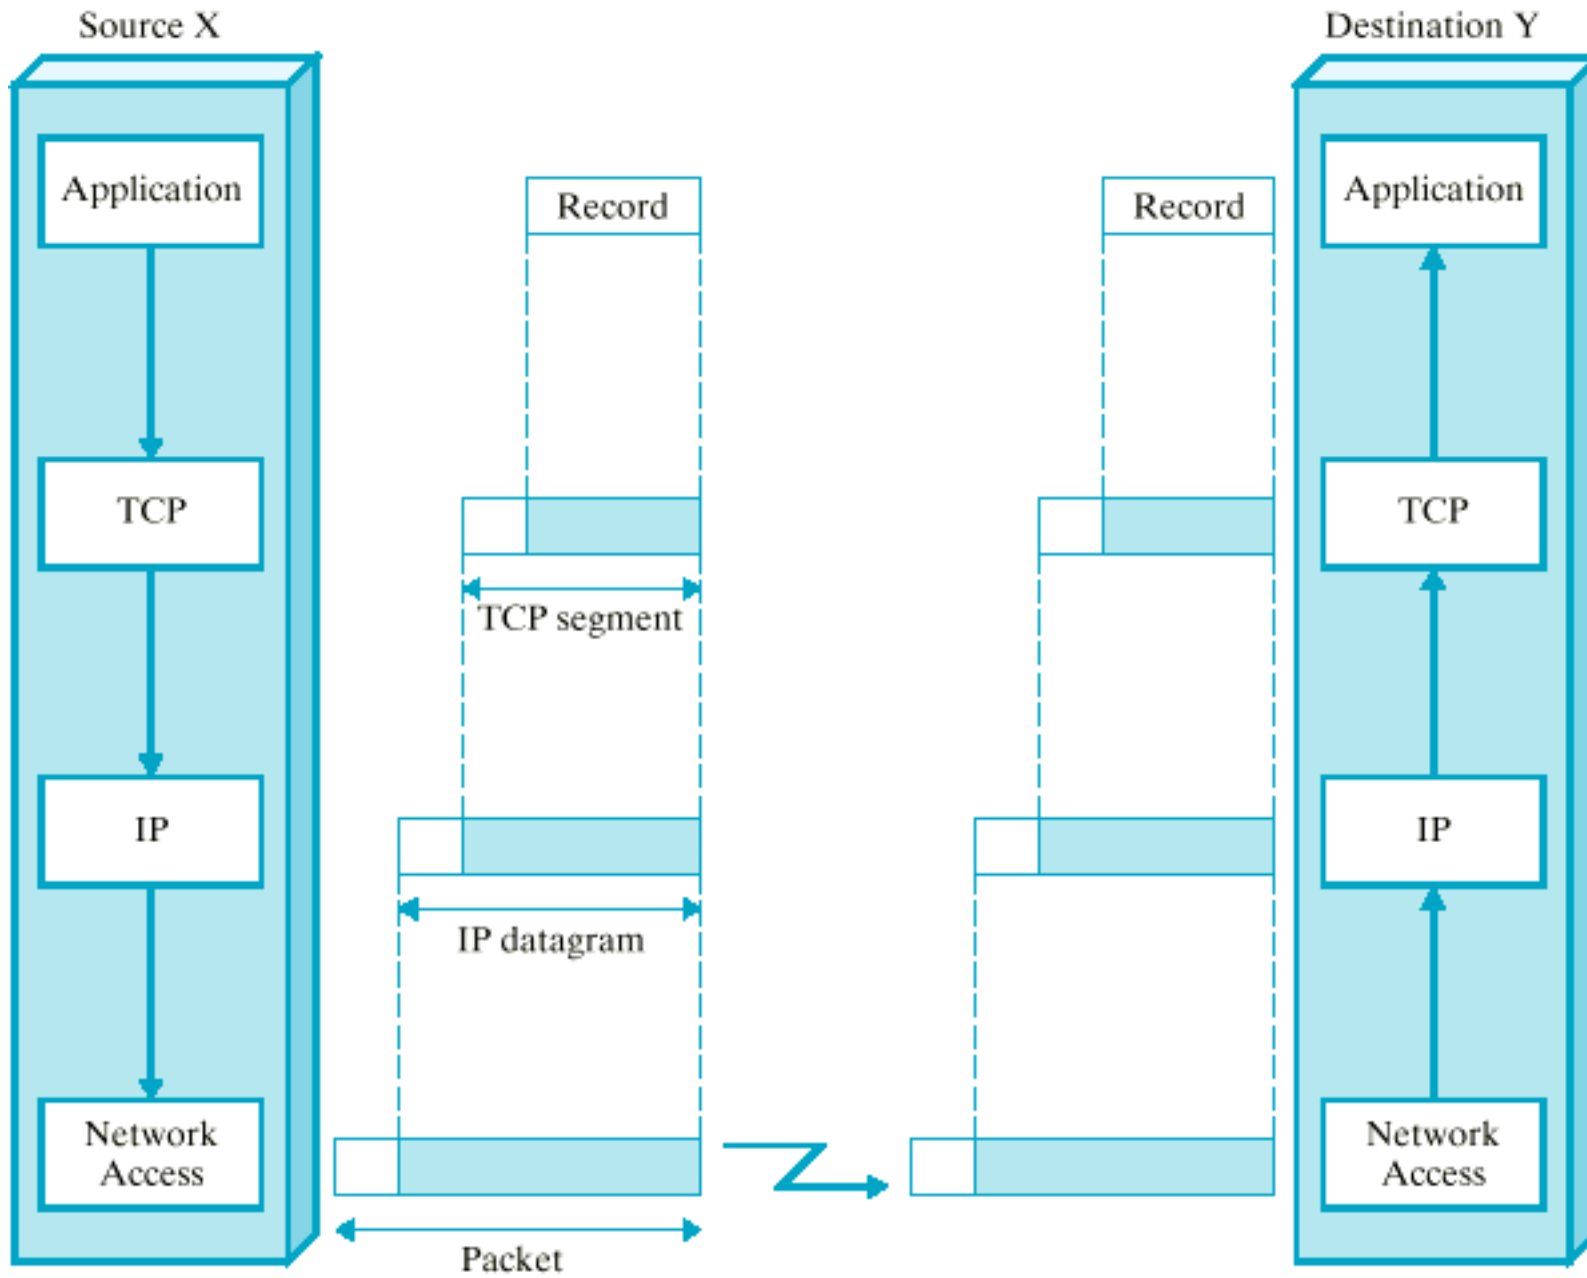 Source X
Destination Y
Application
Record
Record
Application
TCP
TCP
TCP segment
IP
IP
IP datagram
Network
Access
Network
Access
Packet